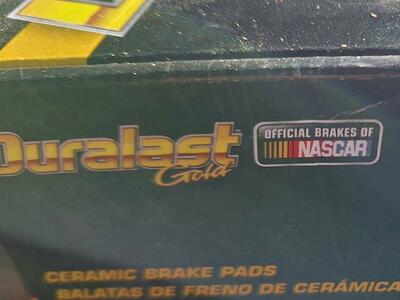 Duralast
Gold
OFFICIAL BRAKES OF
NASCAR
CERAMIC BRAKE PADS
BALATAS DE FRENO DE CERÁMICA